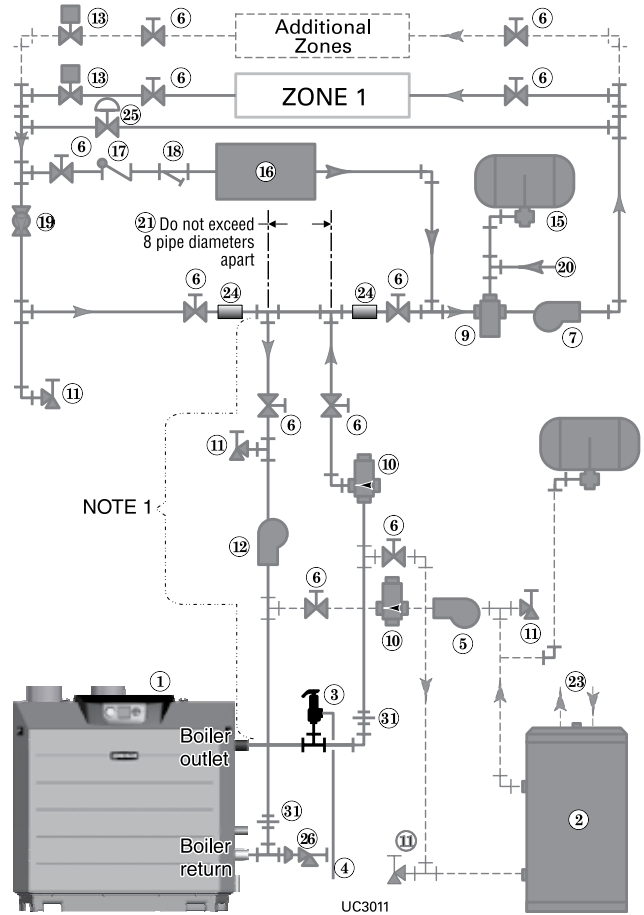 13 6 Additional Zones 6
13 6 ZONE 1 6
25
6 17 18
16
15
19
21 Do not exceed
8 pipe diameters
apart
6 24 24 6 20
9 7
11
6 6
11
10
NOTE 1
12
6
6
10 5 11
1
3
31
23
Boiler
outlet
31
2
26
Boiler
return
11
4
UC3011